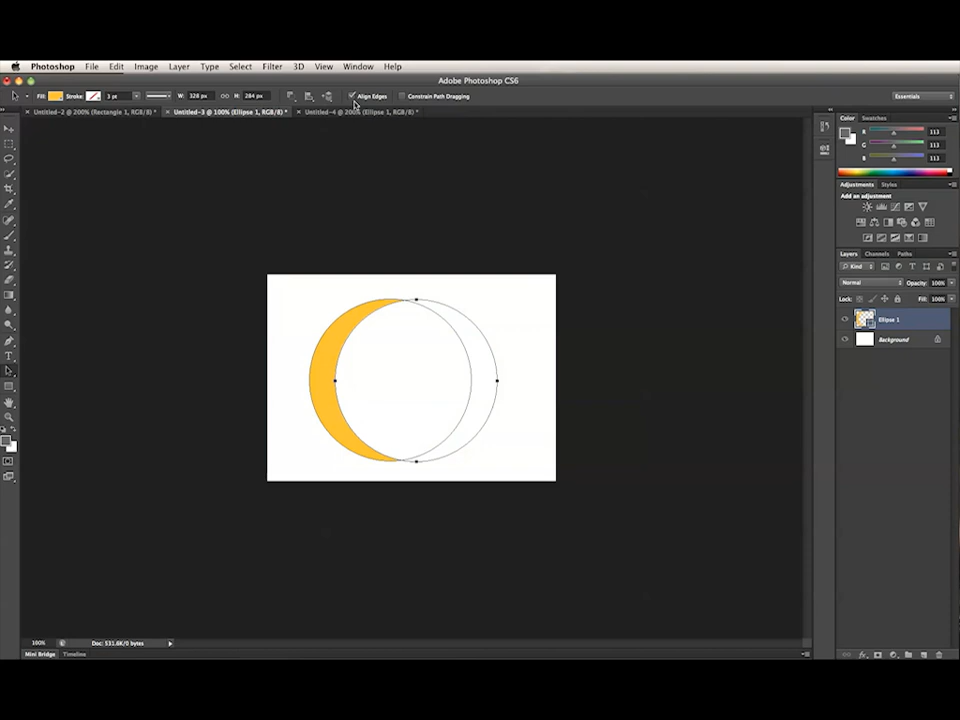 Photoshop File Edit Image Layer Type Select Filter 3D View Window Help
Adobe Photoshop CS6
Fill: Stroke: 3 pt W: 328 px H: 284 px Align Edges Constrain Path Dragging Essentials
Untitled-2 @ 200% (Rectangle 1, RGB/8) * Untitled-3 @ 100% (Ellipse 1, RGB/8) * Untitled-4 @ 200% (Ellipse 1, RGB/8) *
Color Swatches
R 113
G 113
B 113
Adjustments Styles
Add an adjustment
Layers Channels Paths
Kind
Normal Opacity: 100%
Lock: Fill: 100%
Ellipse 1
Background
100% Doc: 531.6K/0 bytes
Mini Bridge Timeline